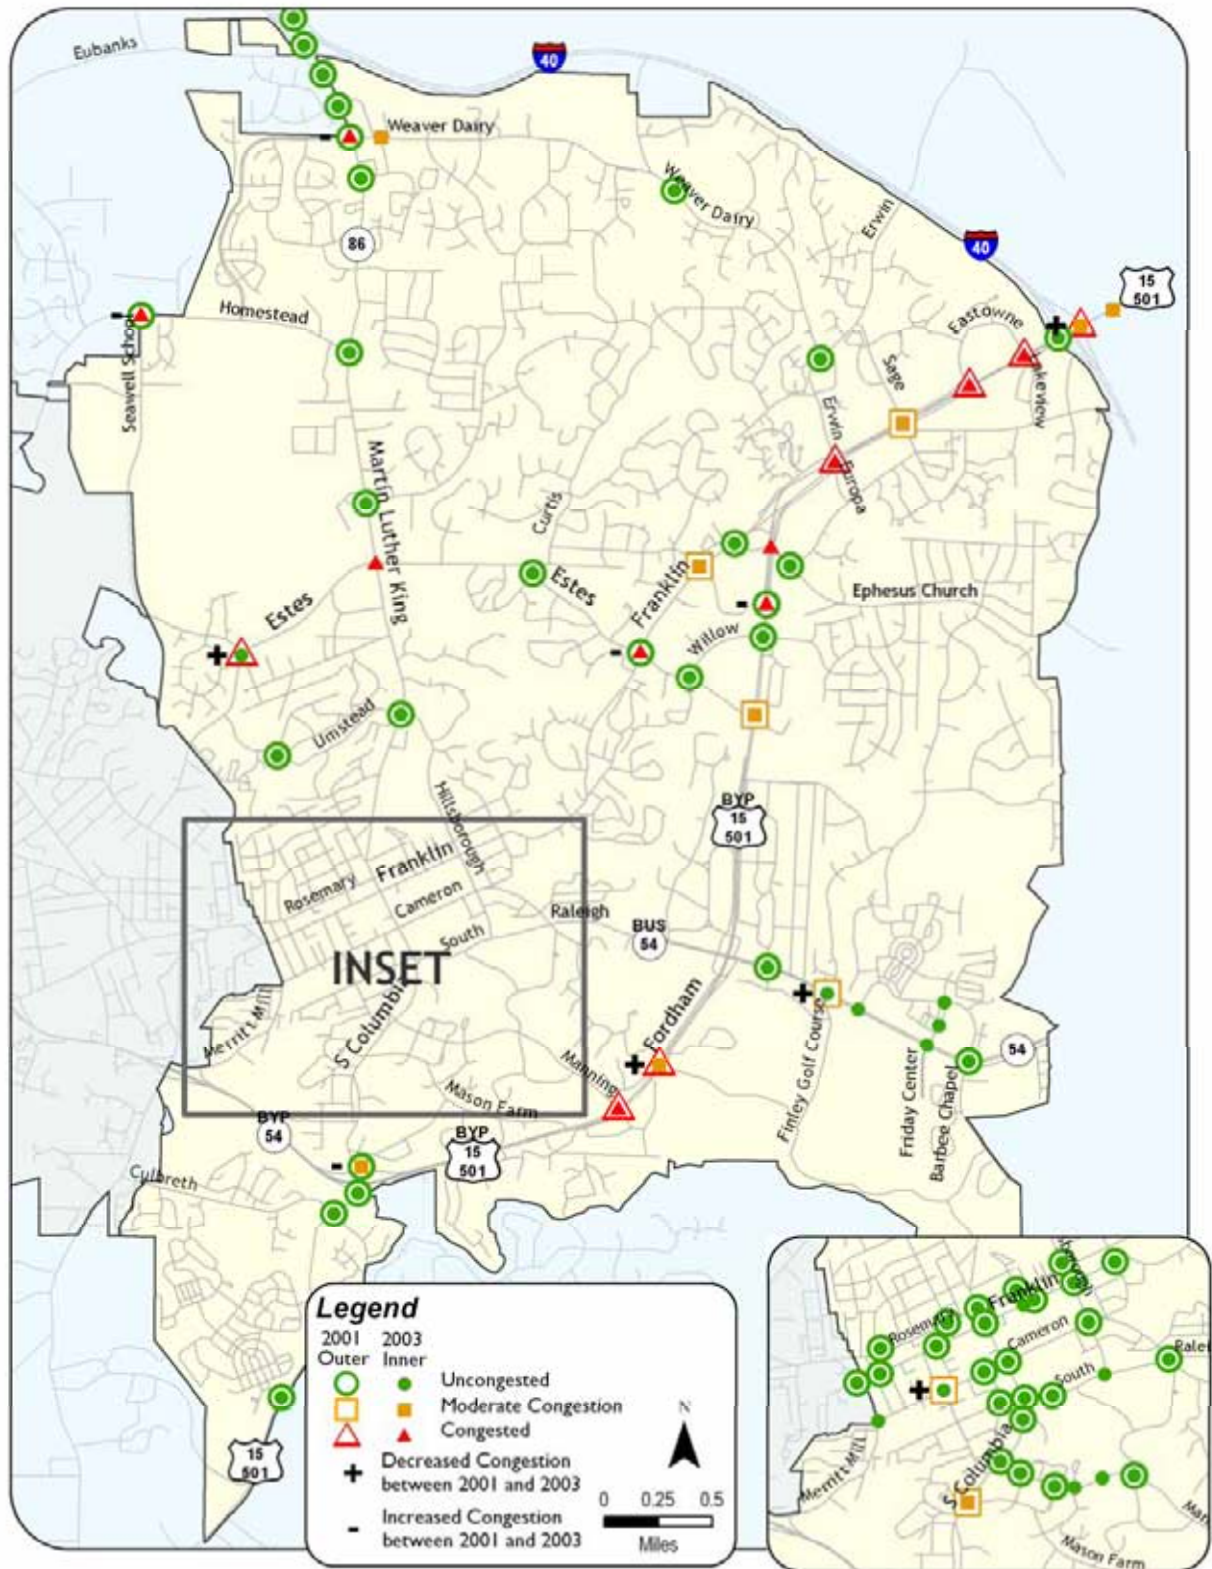 Eubanks
40
Weaver Dairy
Weaver Dairy
Erwin
86
40
15
501
Homestead
Eastowne
Seawell School
Sage
Lakeview
Erwin
Europa
Martin Luther King
Curtis
Estes
Estes
Franklin
Ephesus Church
Willow
Umstead
Hillsborough
BYP
15
501
Franklin
Rosemary
Cameron
Raleigh
South
BUS
54
INSET
Merritt Mill
S Columbia
Fordham
Manning
Mason Farm
Finley Golf Course
Friday Center
Barbee Chapel
54
BYP
54
BYP
15
501
Culbreth
15
501
Legend
2001 2003
Outer Inner
Uncongested
Moderate Congestion
Congested
+ Decreased Congestion
between 2001 and 2003
- Increased Congestion
between 2001 and 2003
N
0 0.25 0.5
Miles
Franklin
Rosemary
Cameron
South
Merritt Mill
S Columbia
Mason Farm